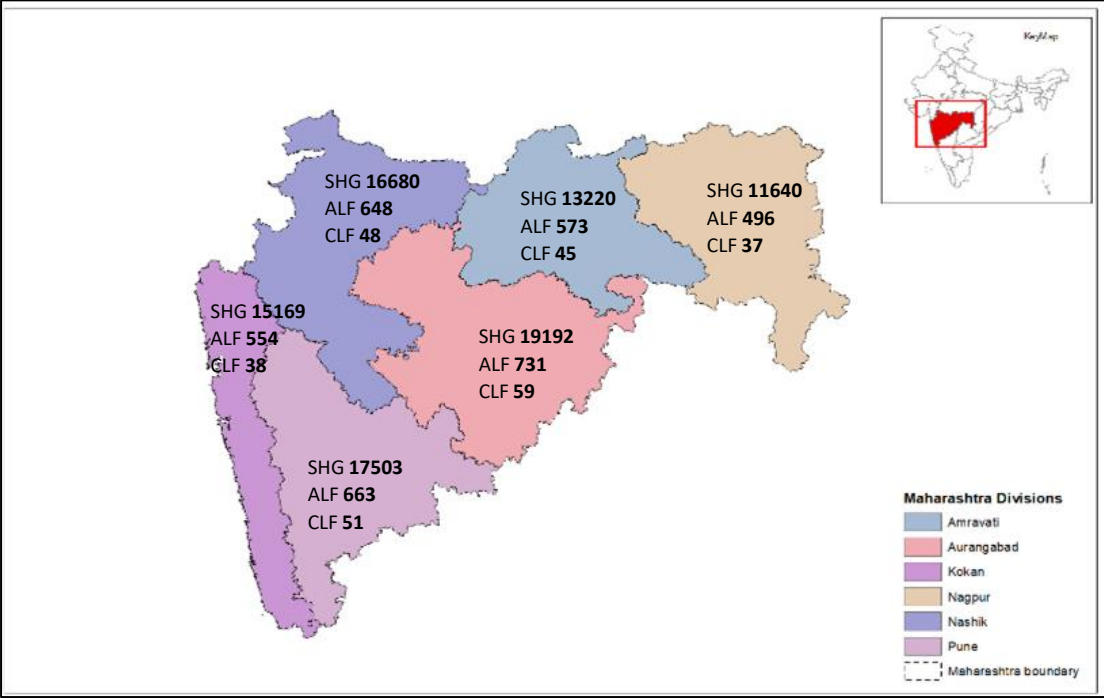 KeyMap
SHG 16680
ALF 648
CLF 48
SHG 13220
ALF 573
CLF 45
SHG 11640
ALF 496
CLF 37
SHG 15169
ALF 554
CLF 38
SHG 19192
ALF 731
CLF 59
SHG 17503
ALF 663
CLF 51
Maharashtra Divisions
Amravati
Aurangabad
Kokan
Nagpur
Nashik
Pune
Maharashtra boundary